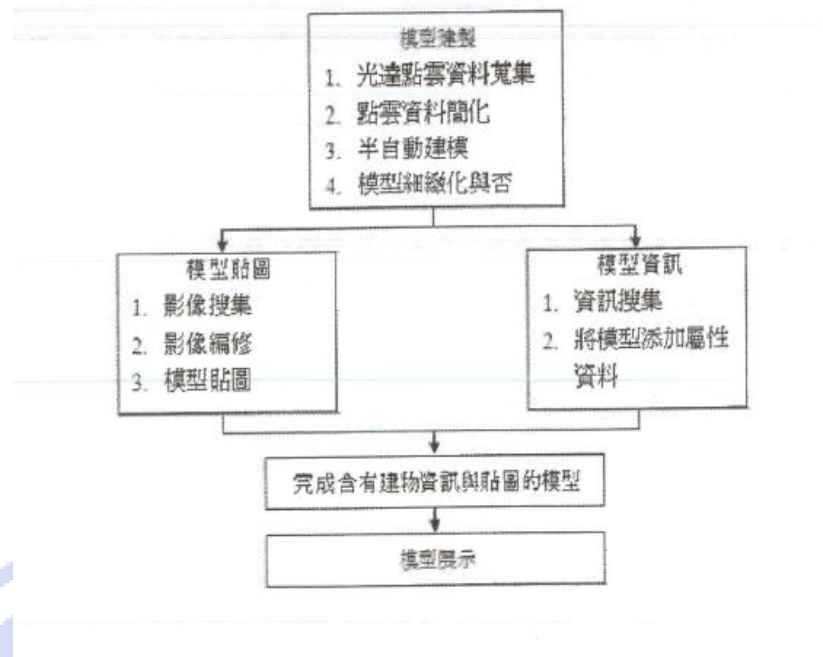 模型建製
1. 光達點雲資料蒐集
2. 點雲資料簡化
3. 半自動建模
4. 模型細緻化與否
模型貼圖
1. 影像搜集
2. 影像編修
3. 模型貼圖
模型資訊
1. 資訊搜集
2. 將模型添加屬性
資料
完成含有建物資訊與貼圖的模型
模型展示